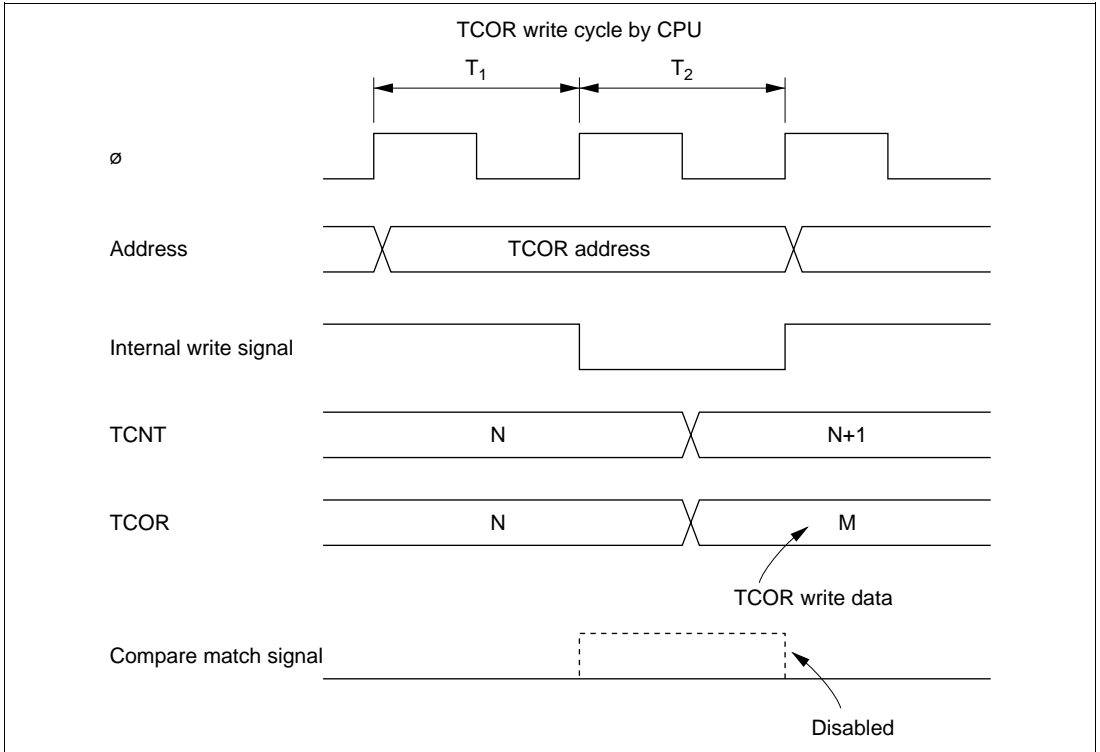 TCOR write cycle by CPU
T₁ T₂
ø
Address TCOR address
Internal write signal
TCNT N N+1
TCOR N M
TCOR write data
Compare match signal
Disabled